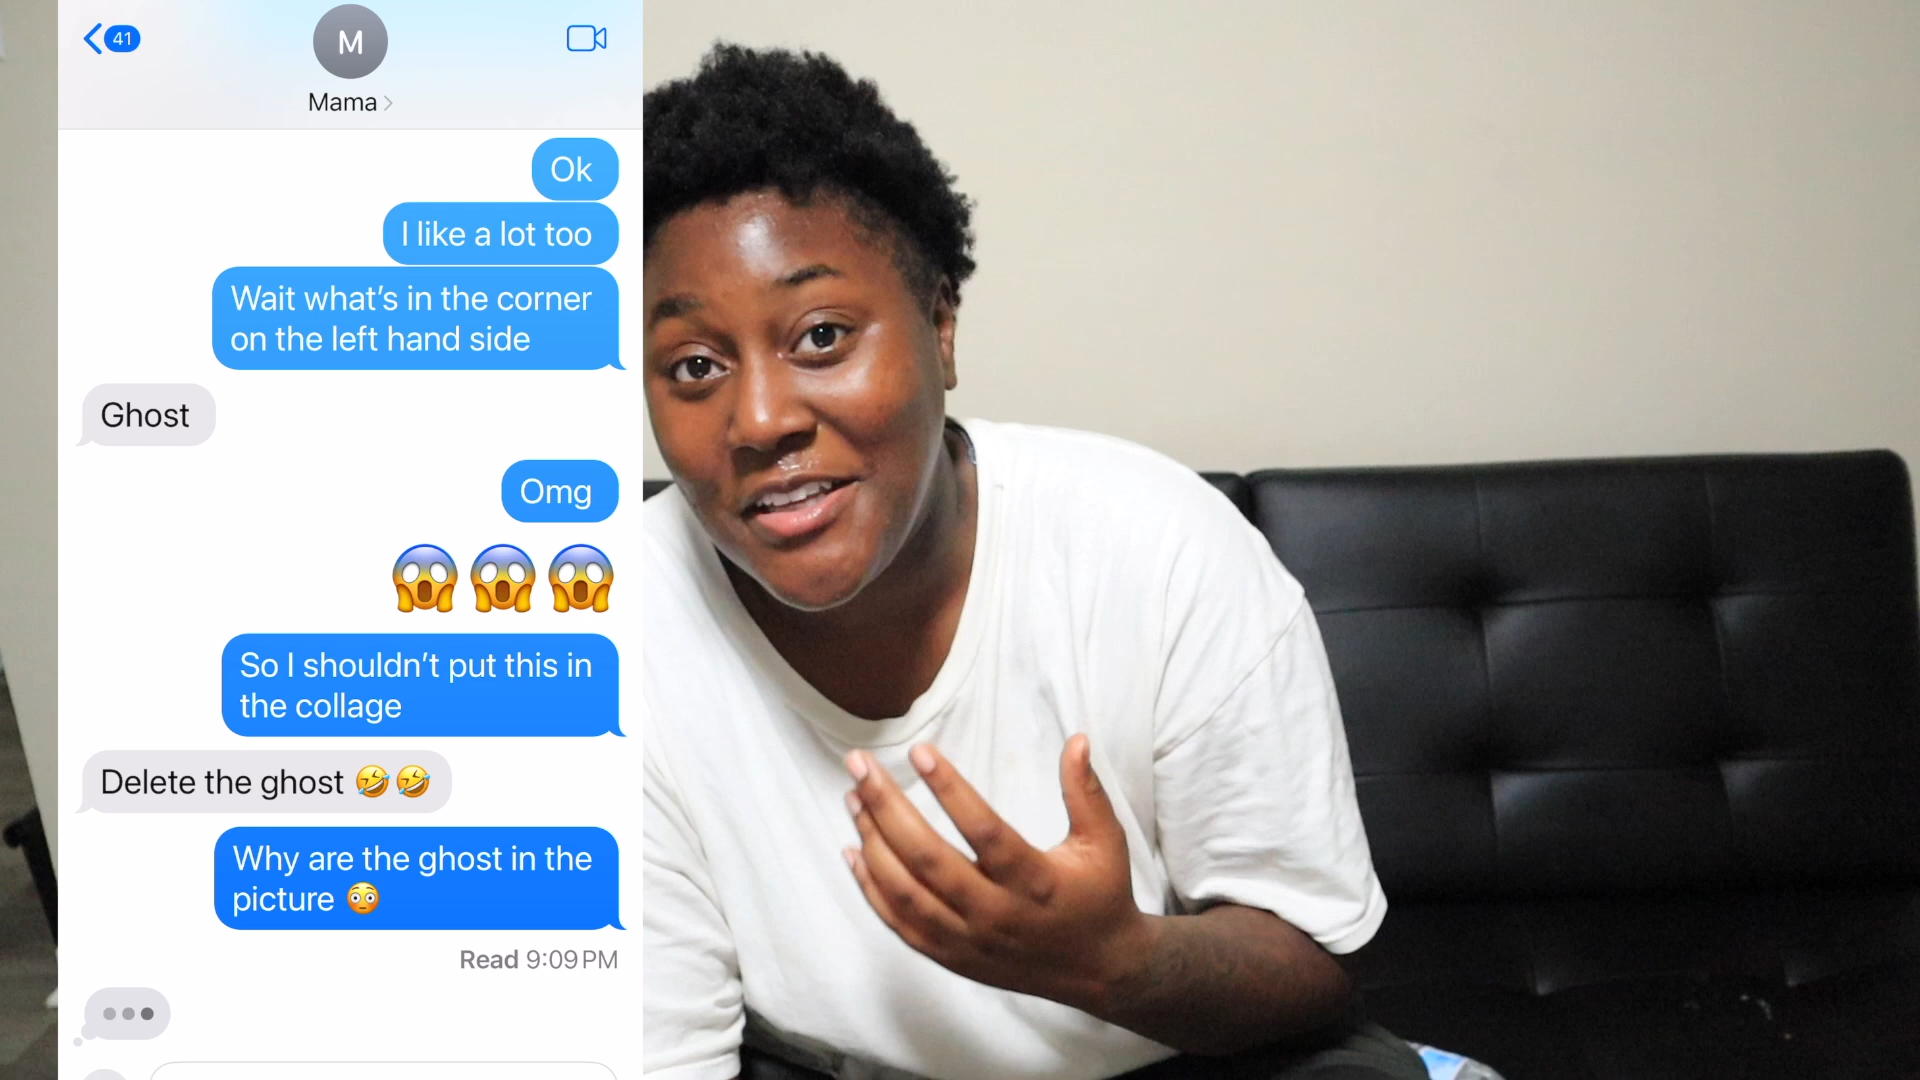 41
M
Mama
Ok
I like a lot too
Wait what's in the corner
on the left hand side
Ghost
Omg
😱😱😱
So I shouldn't put this in
the collage
Delete the ghost 🤣🤣
Why are the ghost in the
picture 😳
Read 9:09 PM